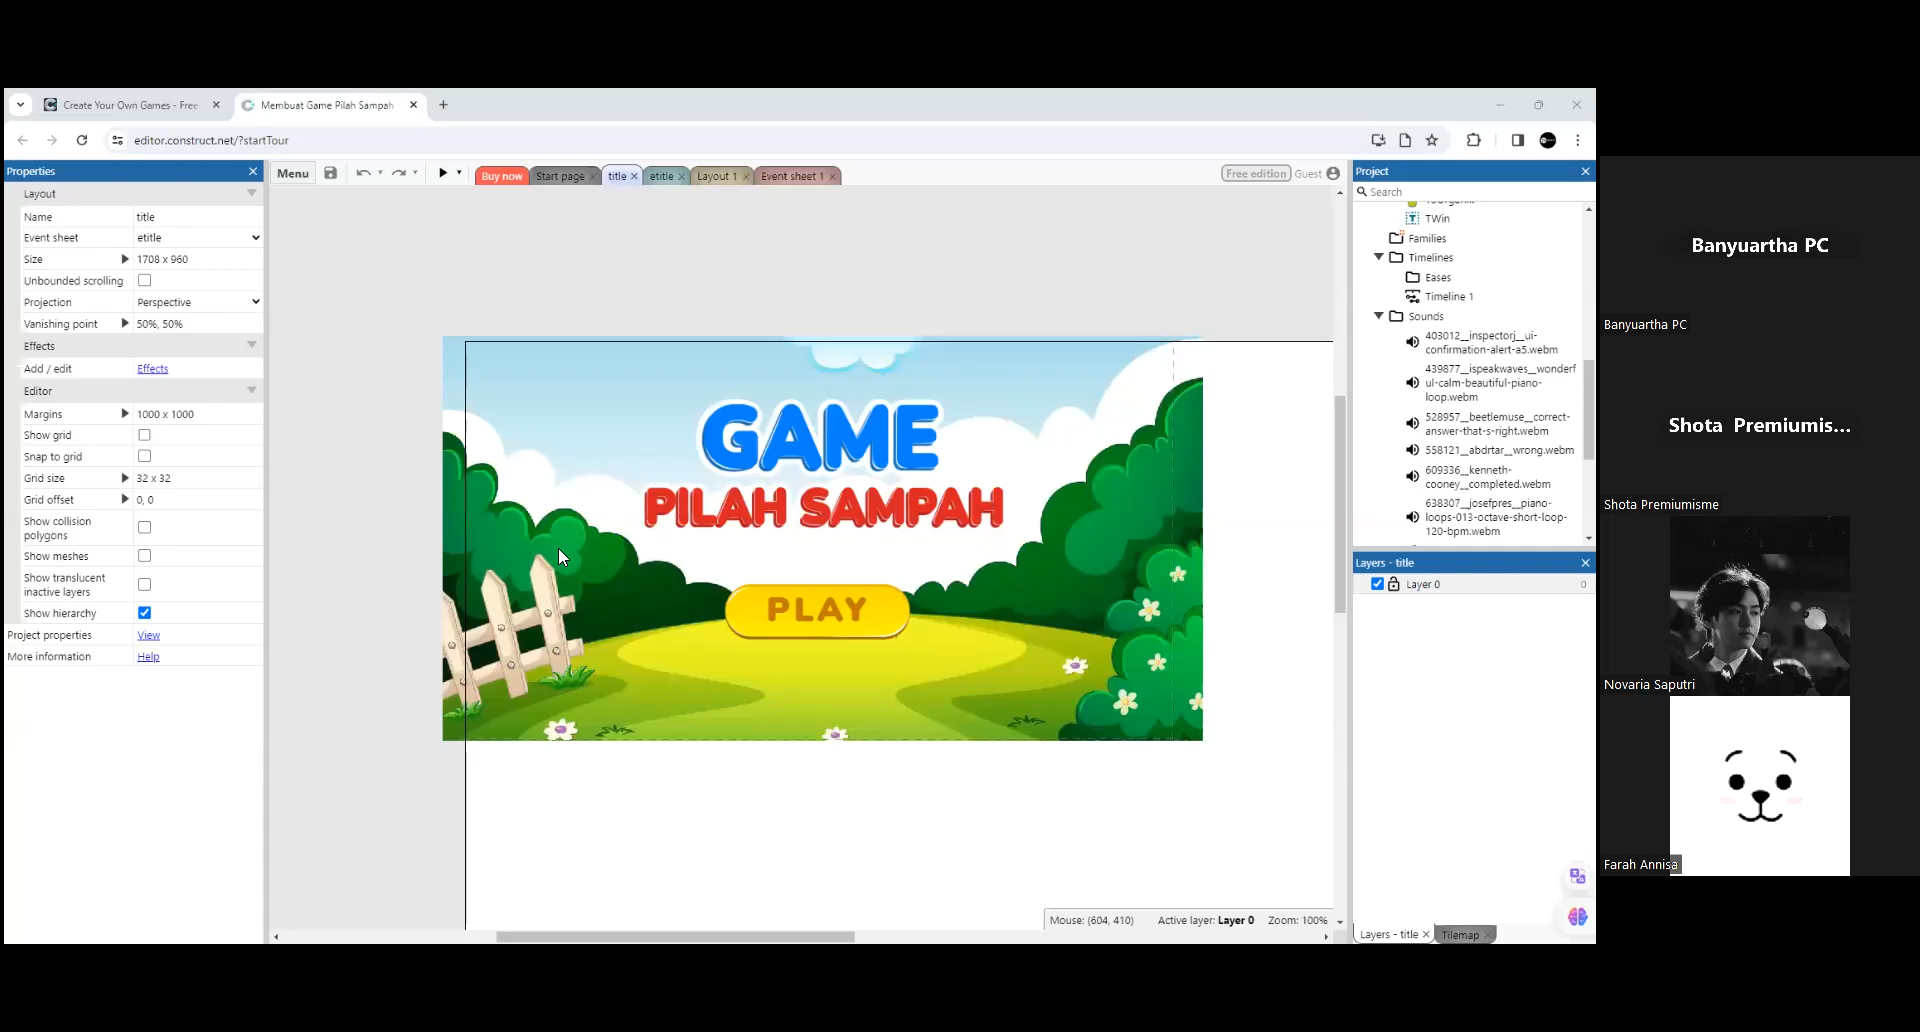 Create Your Own Games - Free
Membuat Game Pilah Sampah
editor.construct.net/?startTour
Properties
Menu
Buy now
Start page
title
etitle
Layout 1
Event sheet 1
Free edition
Guest
Layout
Name
title
Event sheet
etitle
Size
1708 x 960
Unbounded scrolling
Projection
Perspective
Vanishing point
50%, 50%
Effects
Add / edit
Effects
Editor
Margins
1000 x 1000
Show grid
Snap to grid
Grid size
32 x 32
Grid offset
0, 0
Show collision
polygons
Show meshes
Show translucent
inactive layers
Show hierarchy
Project properties
View
More information
Help
GAME
PILAH SAMPAH
PLAY
Mouse: (604, 410)
Active layer: Layer 0
Zoom: 100%
Project
Search
TWin
Families
Timelines
Eases
Timeline 1
Sounds
403012__inspectorj__ui-
confirmation-alert-a5.webm
439877__ispeakwaves__wonderf
ul-calm-beautiful-piano-
loop.webm
528957__beetlemuse__correct-
answer-that-s-right.webm
558121__abdrtar__wrong.webm
609336__kenneth-
cooney__completed.webm
638307__josefpres__piano-
loops-013-octave-short-loop-
120-bpm.webm
Layers - title
Layer 0
0
Layers - title
Tilemap
Banyuartha PC
Banyuartha PC
Shota Premiumis...
Shota Premiumisme
Novaria Saputri
Farah Annisa